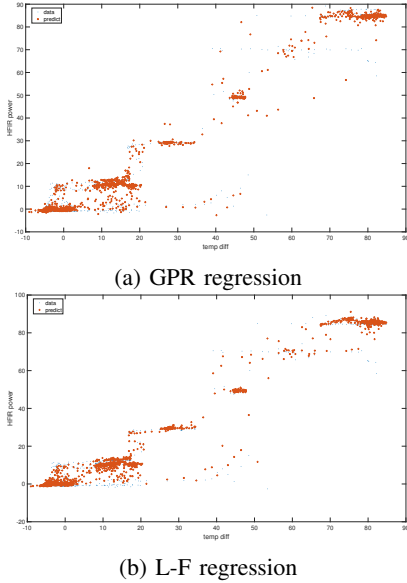 data
predict
90
80
70
60
50
40
30
20
10
0
-10
HFIR power
-10 0 10 20 30 40 50 60 70 80 90
temp diff
(a) GPR regression
data
predict
100
80
60
40
20
0
-20
HFIR power
-10 0 10 20 30 40 50 60 70 80 90
temp diff
(b) L-F regression